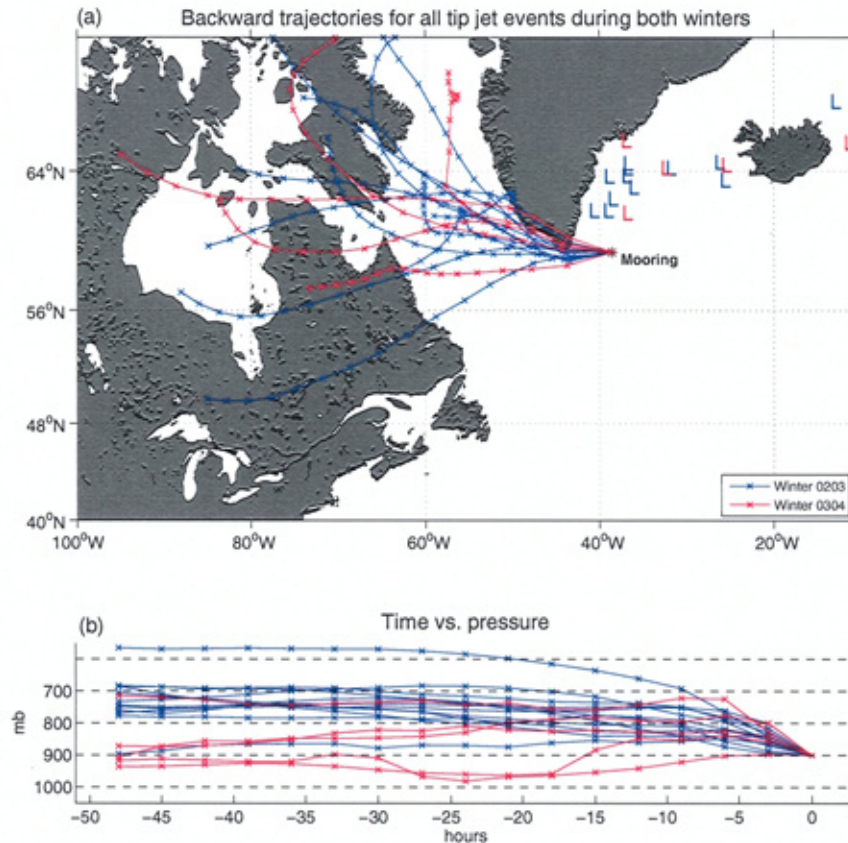 (a) Backward trajectories for all tip jet events during both winters
L
L
L
L L L L L L
L L L L
L
L L L
64°N
Mooring
56°N
48°N
Winter 0203
Winter 0304
40°N
100°W 80°W 60°W 40°W 20°W
(b) Time vs. pressure
700
800
mb
900
1000
−50 −45 −40 −35 −30 −25 −20 −15 −10 −5 0
hours